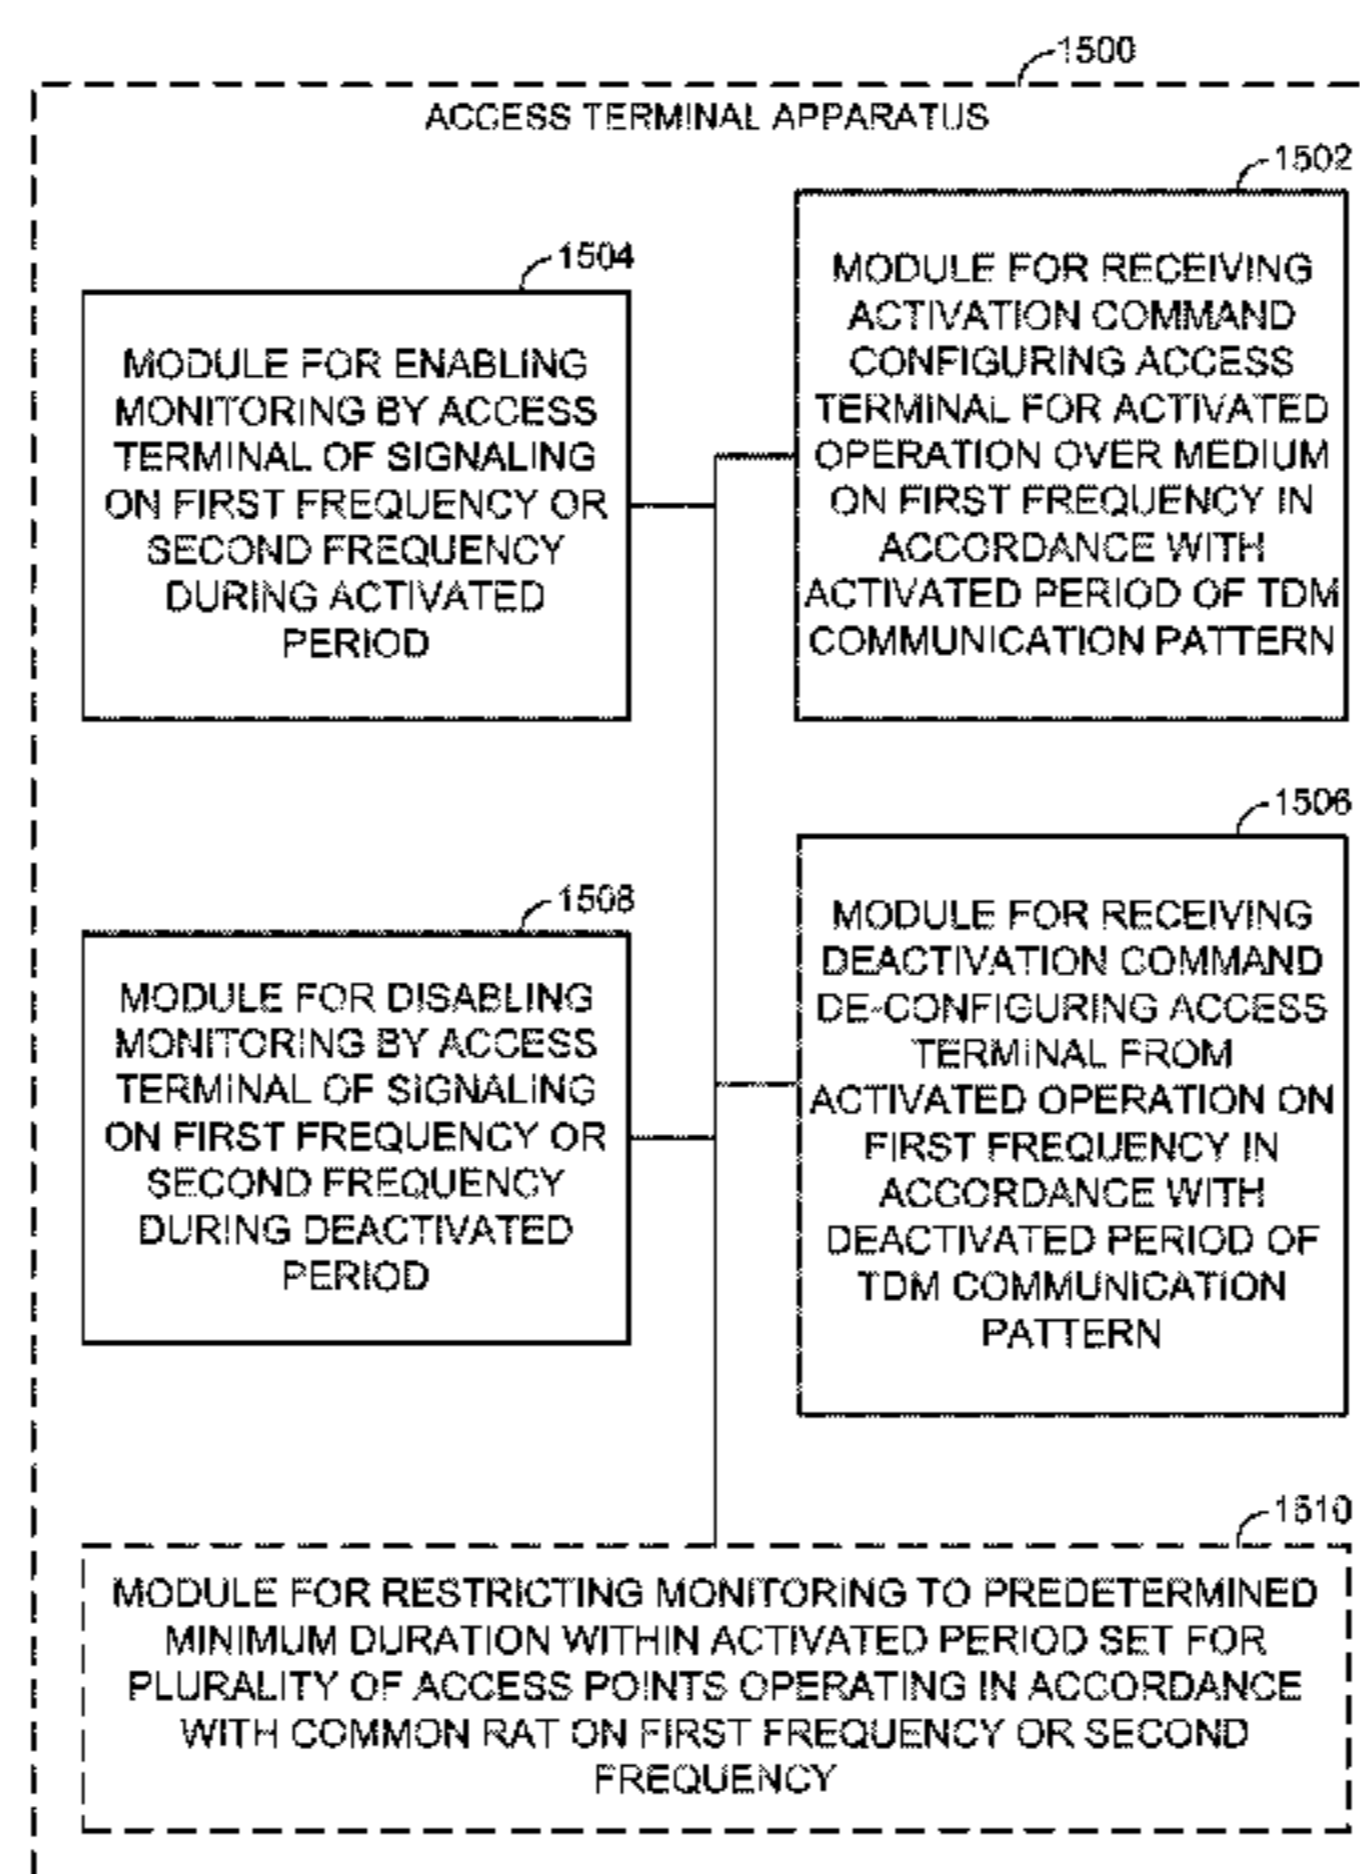 1500
ACCESS TERMINAL APPARATUS
1502
MODULE FOR RECEIVING
ACTIVATION COMMAND
CONFIGURING ACCESS
TERMINAL FOR ACTIVATED
OPERATION OVER MEDIUM
ON FIRST FREQUENCY IN
ACCORDANCE WITH
ACTIVATED PERIOD OF TDM
COMMUNICATION PATTERN
1504
MODULE FOR ENABLING
MONITORING BY ACCESS
TERMINAL OF SIGNALING
ON FIRST FREQUENCY OR
SECOND FREQUENCY
DURING ACTIVATED
PERIOD
1506
MODULE FOR RECEIVING
DEACTIVATION COMMAND
DE-CONFIGURING ACCESS
TERMINAL FROM
ACTIVATED OPERATION ON
FIRST FREQUENCY IN
ACCORDANCE WITH
DEACTIVATED PERIOD OF
TDM COMMUNICATION
PATTERN
1508
MODULE FOR DISABLING
MONITORING BY ACCESS
TERMINAL OF SIGNALING
ON FIRST FREQUENCY OR
SECOND FREQUENCY
DURING DEACTIVATED
PERIOD
1510
MODULE FOR RESTRICTING MONITORING TO PREDETERMINED
MINIMUM DURATION WITHIN ACTIVATED PERIOD SET FOR
PLURALITY OF ACCESS POINTS OPERATING IN ACCORDANCE
WITH COMMON RAT ON FIRST FREQUENCY OR SECOND
FREQUENCY